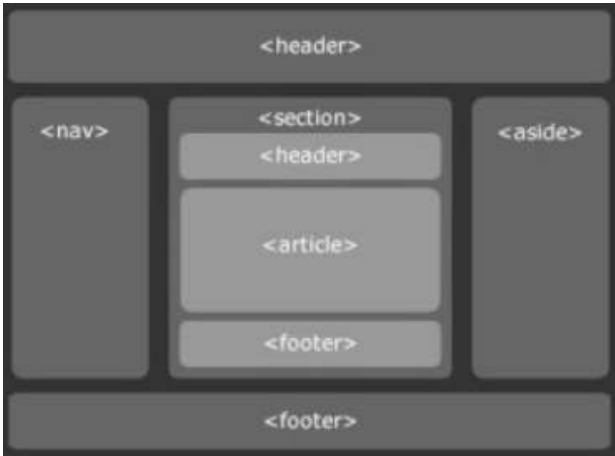 <header>
<nav>
<section>
<header>
<article>
<footer>
<aside>
<footer>